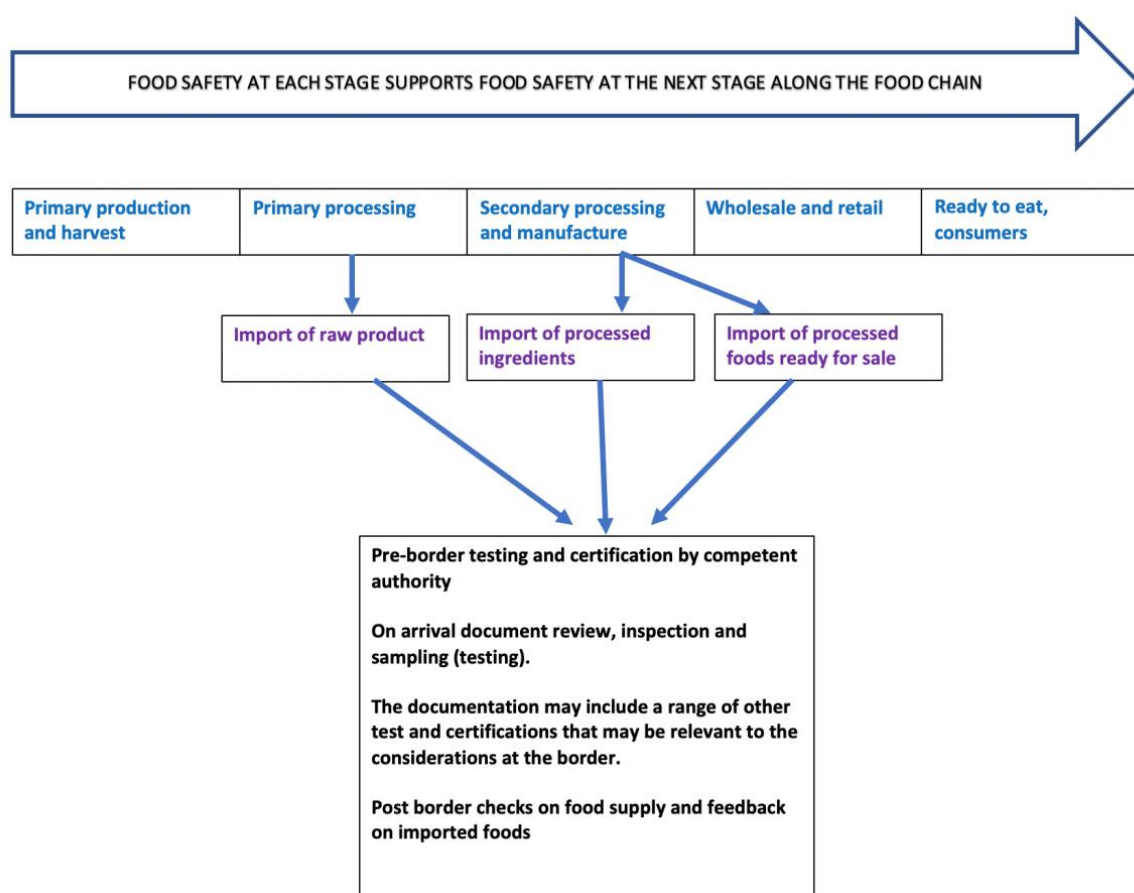 FOOD SAFETY AT EACH STAGE SUPPORTS FOOD SAFETY AT THE NEXT STAGE ALONG THE FOOD CHAIN
Primary production
and harvest
Primary processing
Secondary processing
and manufacture
Wholesale and retail
Ready to eat,
consumers
Import of raw product
Import of processed
ingredients
Import of processed
foods ready for sale
Pre-border testing and certification by competent
authority
On arrival document review, inspection and
sampling (testing).
The documentation may include a range of other
test and certifications that may be relevant to the
considerations at the border.
Post border checks on food supply and feedback
on imported foods